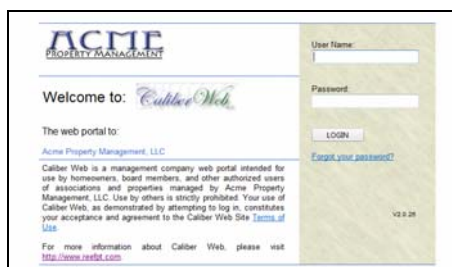 ACME
PROPERTY MANAGEMENT
Welcome to: Caliber Web
The web portal to:
Acme Property Management, LLC
Caliber Web is a management company web portal intended for
use by homeowners, board members, and other authorized users
of associations and properties managed by Acme Property
Management, LLC. Use by others is strictly prohibited. Your use of
Caliber Web, as demonstrated by attempting to log in, constitutes
your acceptance and agreement to the Caliber Web Site Terms of
Use.
For more information about Caliber Web, please visit
http://www.reefpt.com
User Name:
Password:
LOGIN
Forgot your password?
V2.0.26